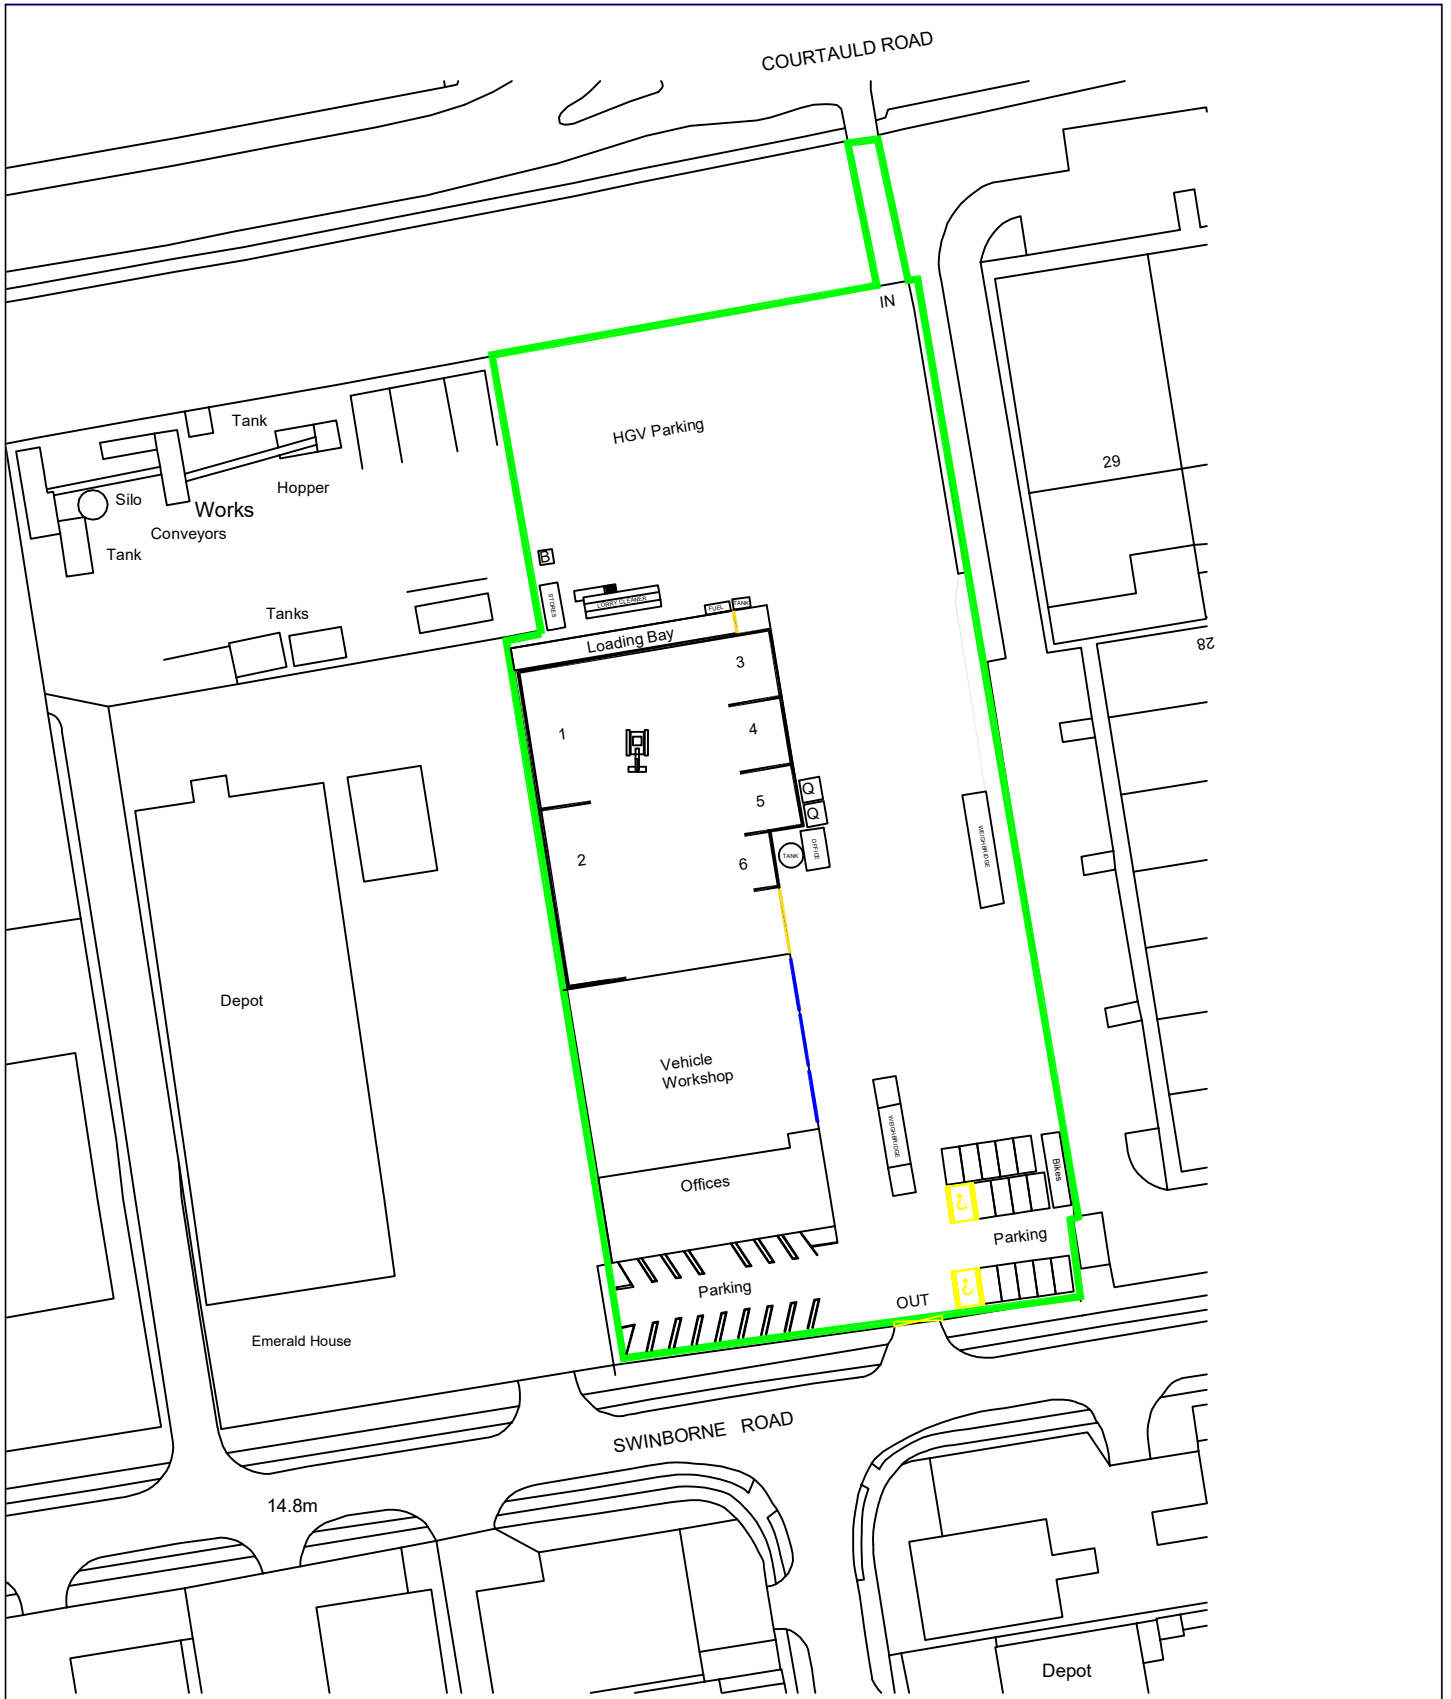 COURTAULD ROAD
IN
HGV Parking
Tank
29
Hopper
Silo
Works
Conveyors
Tank
B
STORES
LORRY CLEANER
FUEL
TANK
Tanks
Loading Bay
28
3
1
4
Q
5
Q
2
6
TANK
OFFICE
WEIGHBRIDGE
Depot
Vehicle
Workshop
WEIGHBRIDGE
Bikes
Offices
Parking
Parking
OUT
Emerald House
SWINBORNE ROAD
14.8m
Depot